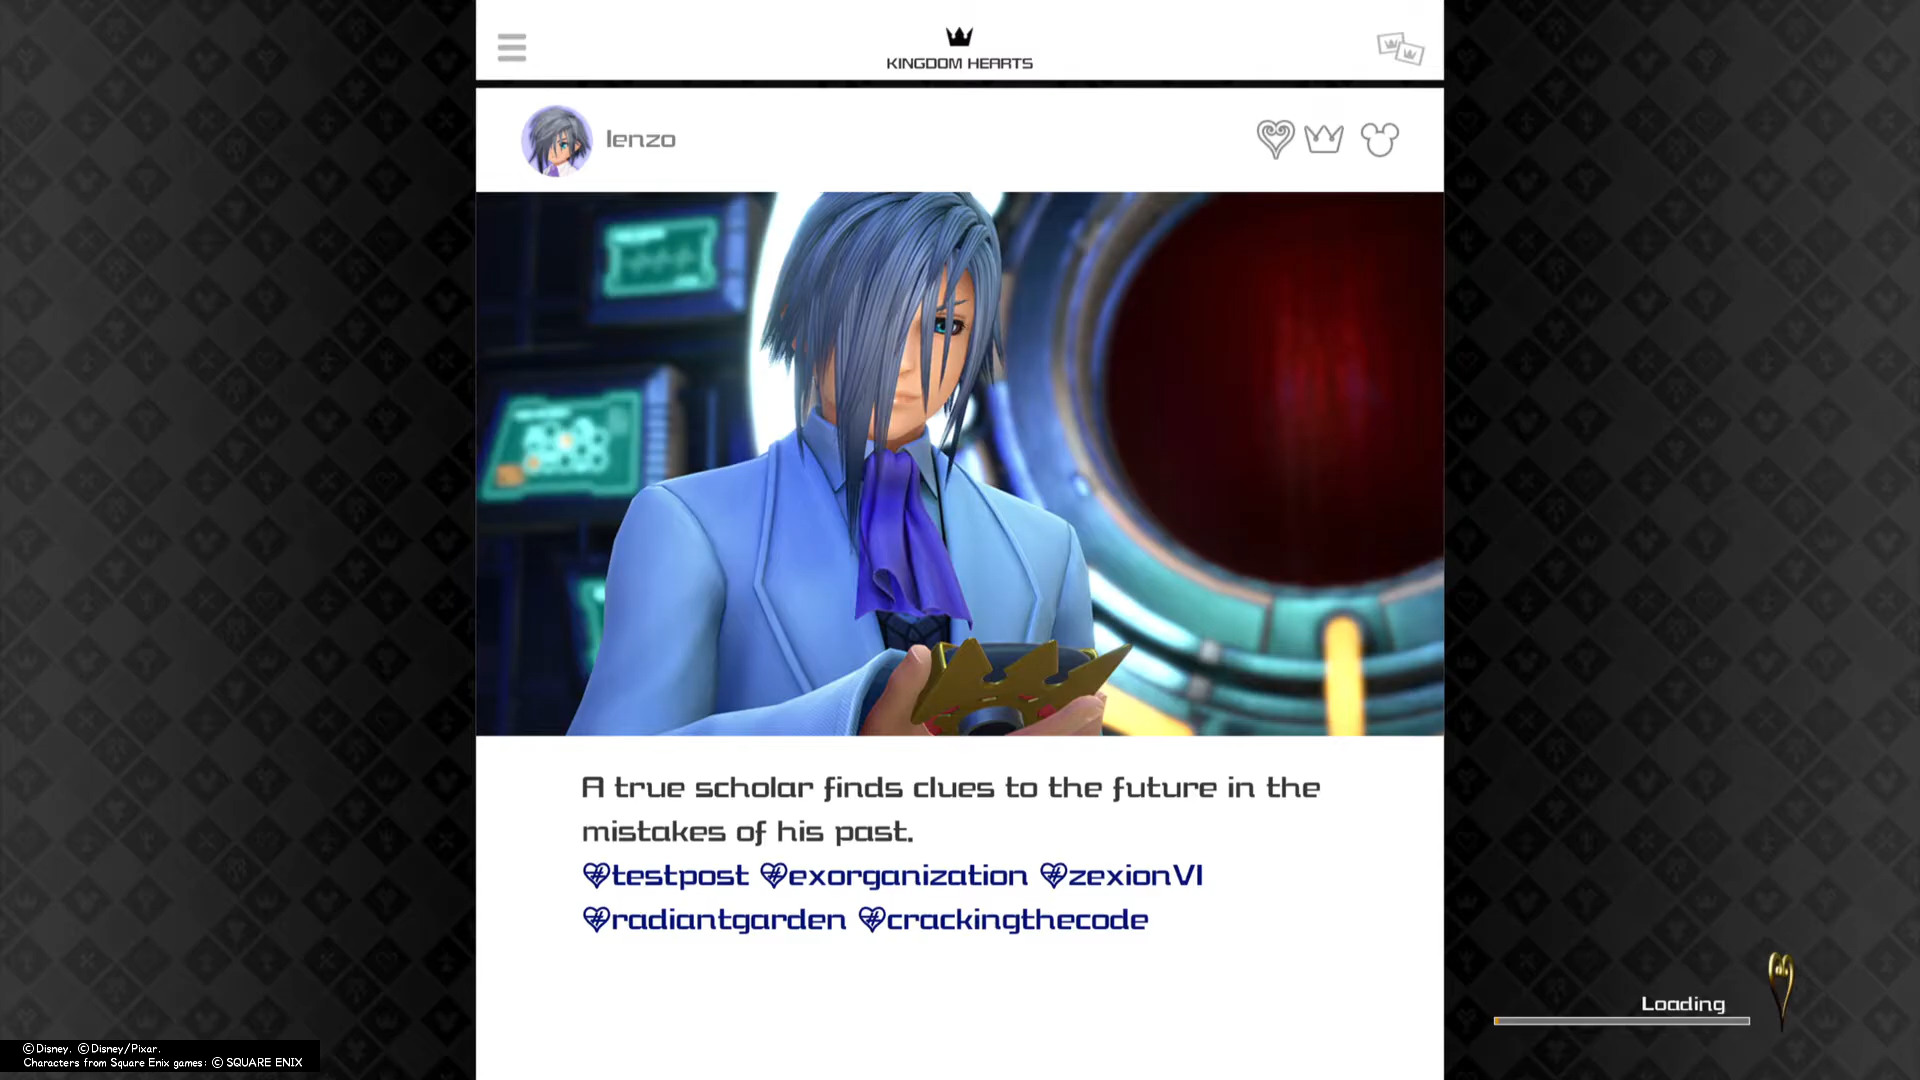 KINGDOM HEARTS
Ienzo
A true scholar finds clues to the future in the
mistakes of his past.
#testpost #exorganization #zexionVI
#radiantgarden #crackingthecode
Loading
©Disney. ©Disney/Pixar.
Characters from Square Enix games: © SQUARE ENIX